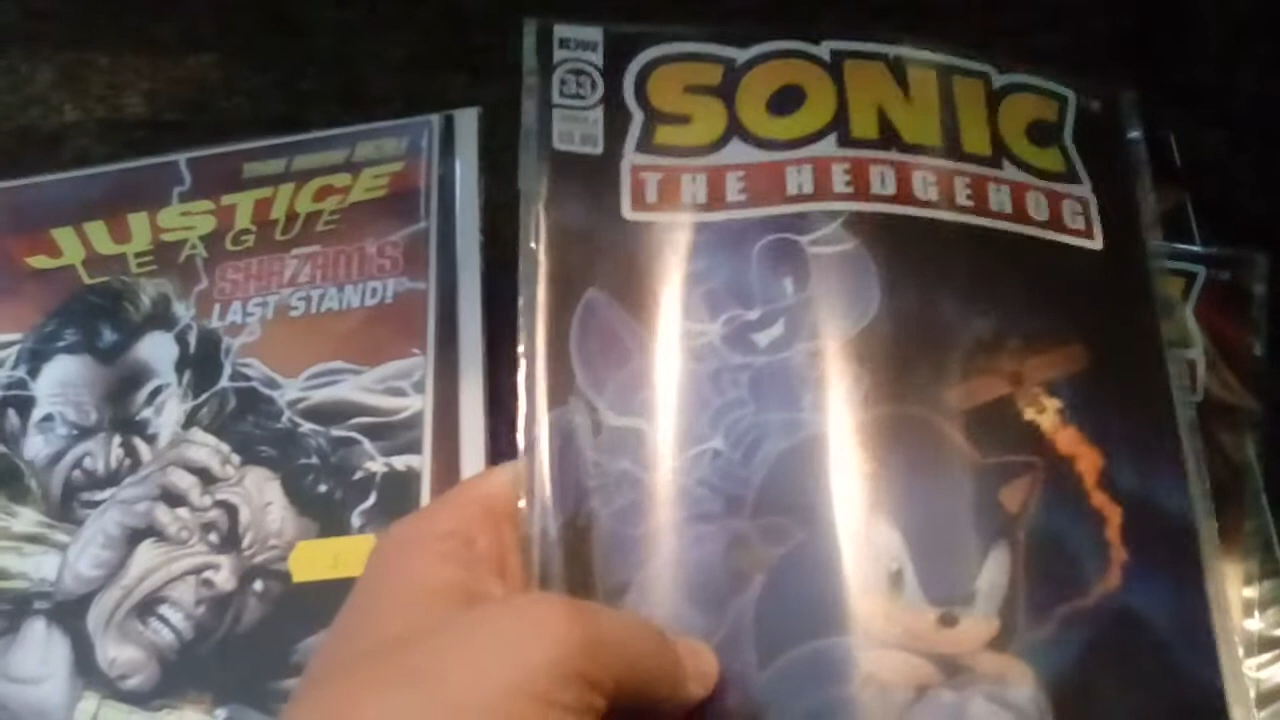 JUSTICE
LEAGUE
SHAZAM'S
LAST STAND!
IDW
33
SONIC
THE HEDGEHOG